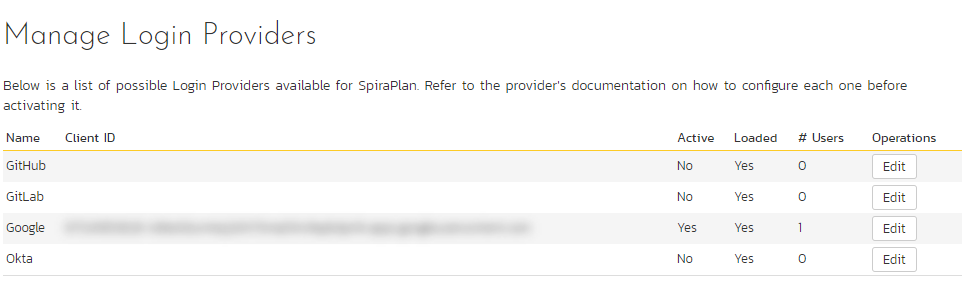 Manage Login Providers
Below is a list of possible Login Providers available for SpiraPlan. Refer to the provider's documentation on how to configure each one before
activating it.
Name Client ID Active Loaded # Users Operations
GitHub No Yes 0 Edit
GitLab No Yes 0 Edit
Google Yes Yes 1 Edit
Okta No Yes 0 Edit